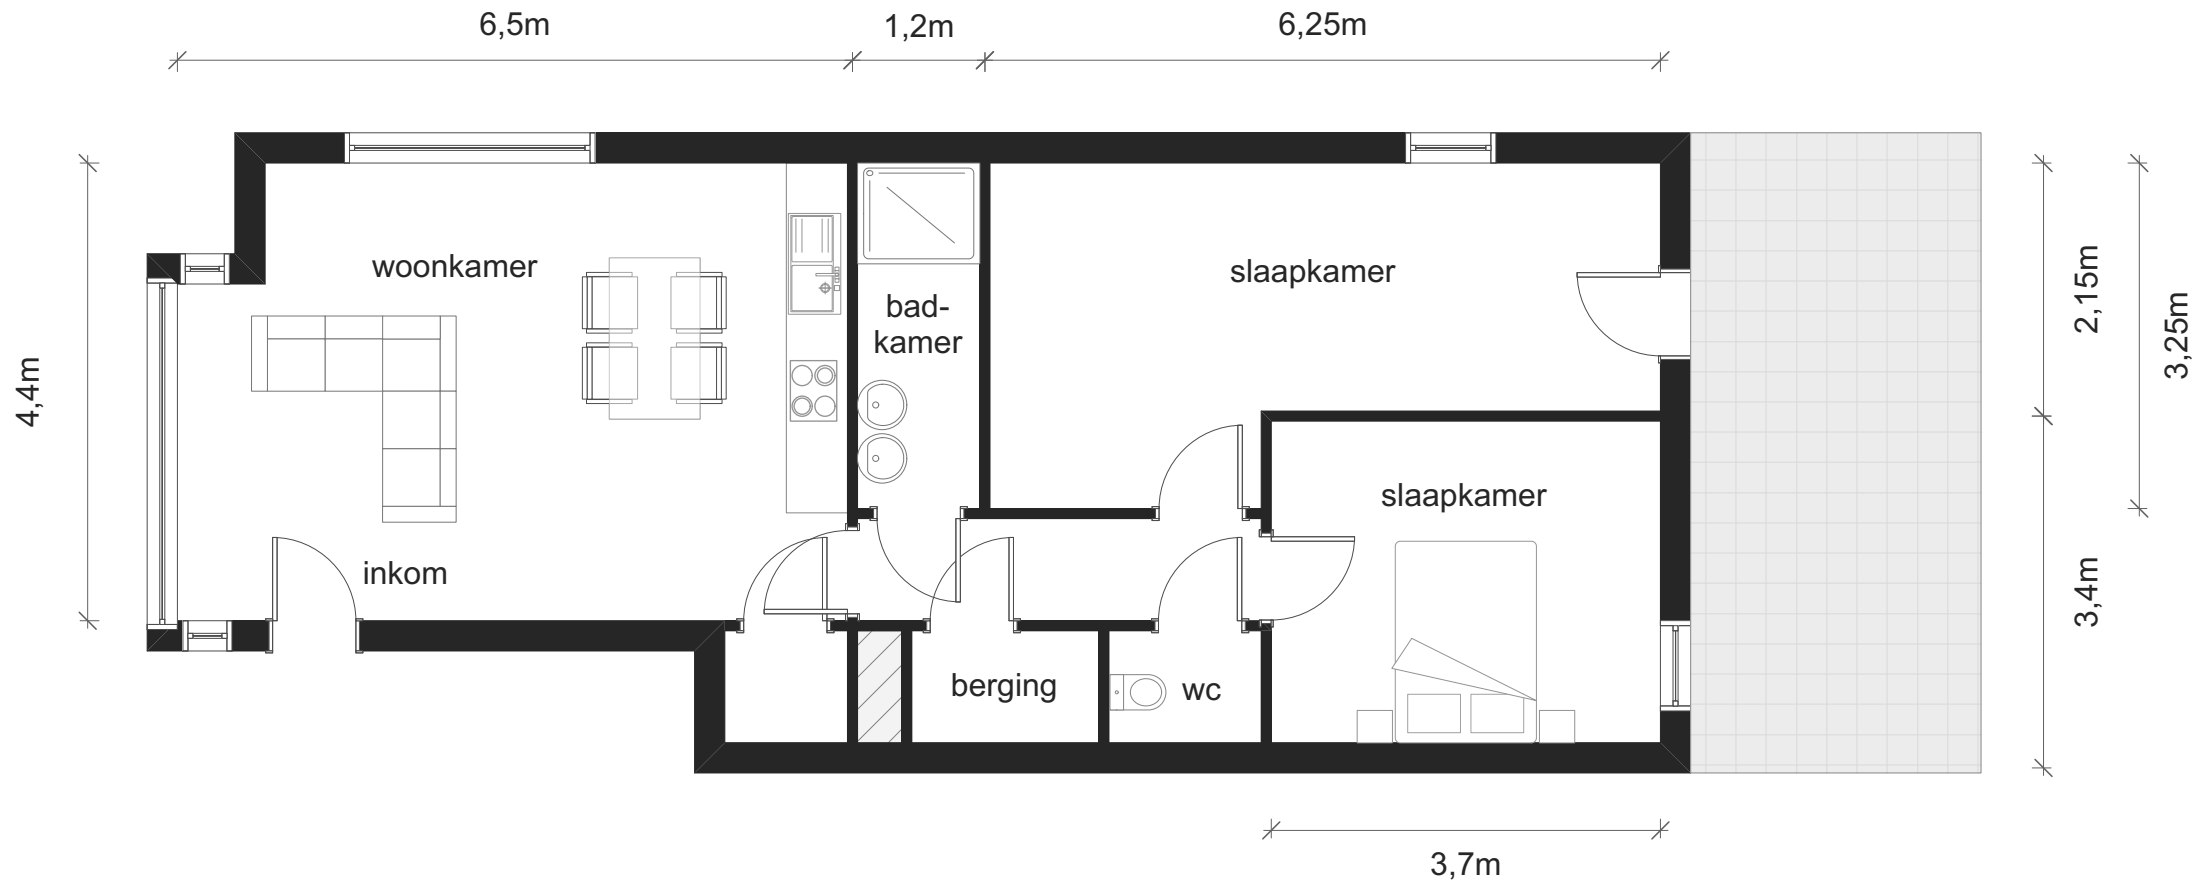 6,5m
1,2m
6,25m
woonkamer
slaapkamer
bad-
kamer
2,15m
3,25m
4,4m
slaapkamer
inkom
3,4m
berging
wc
3,7m